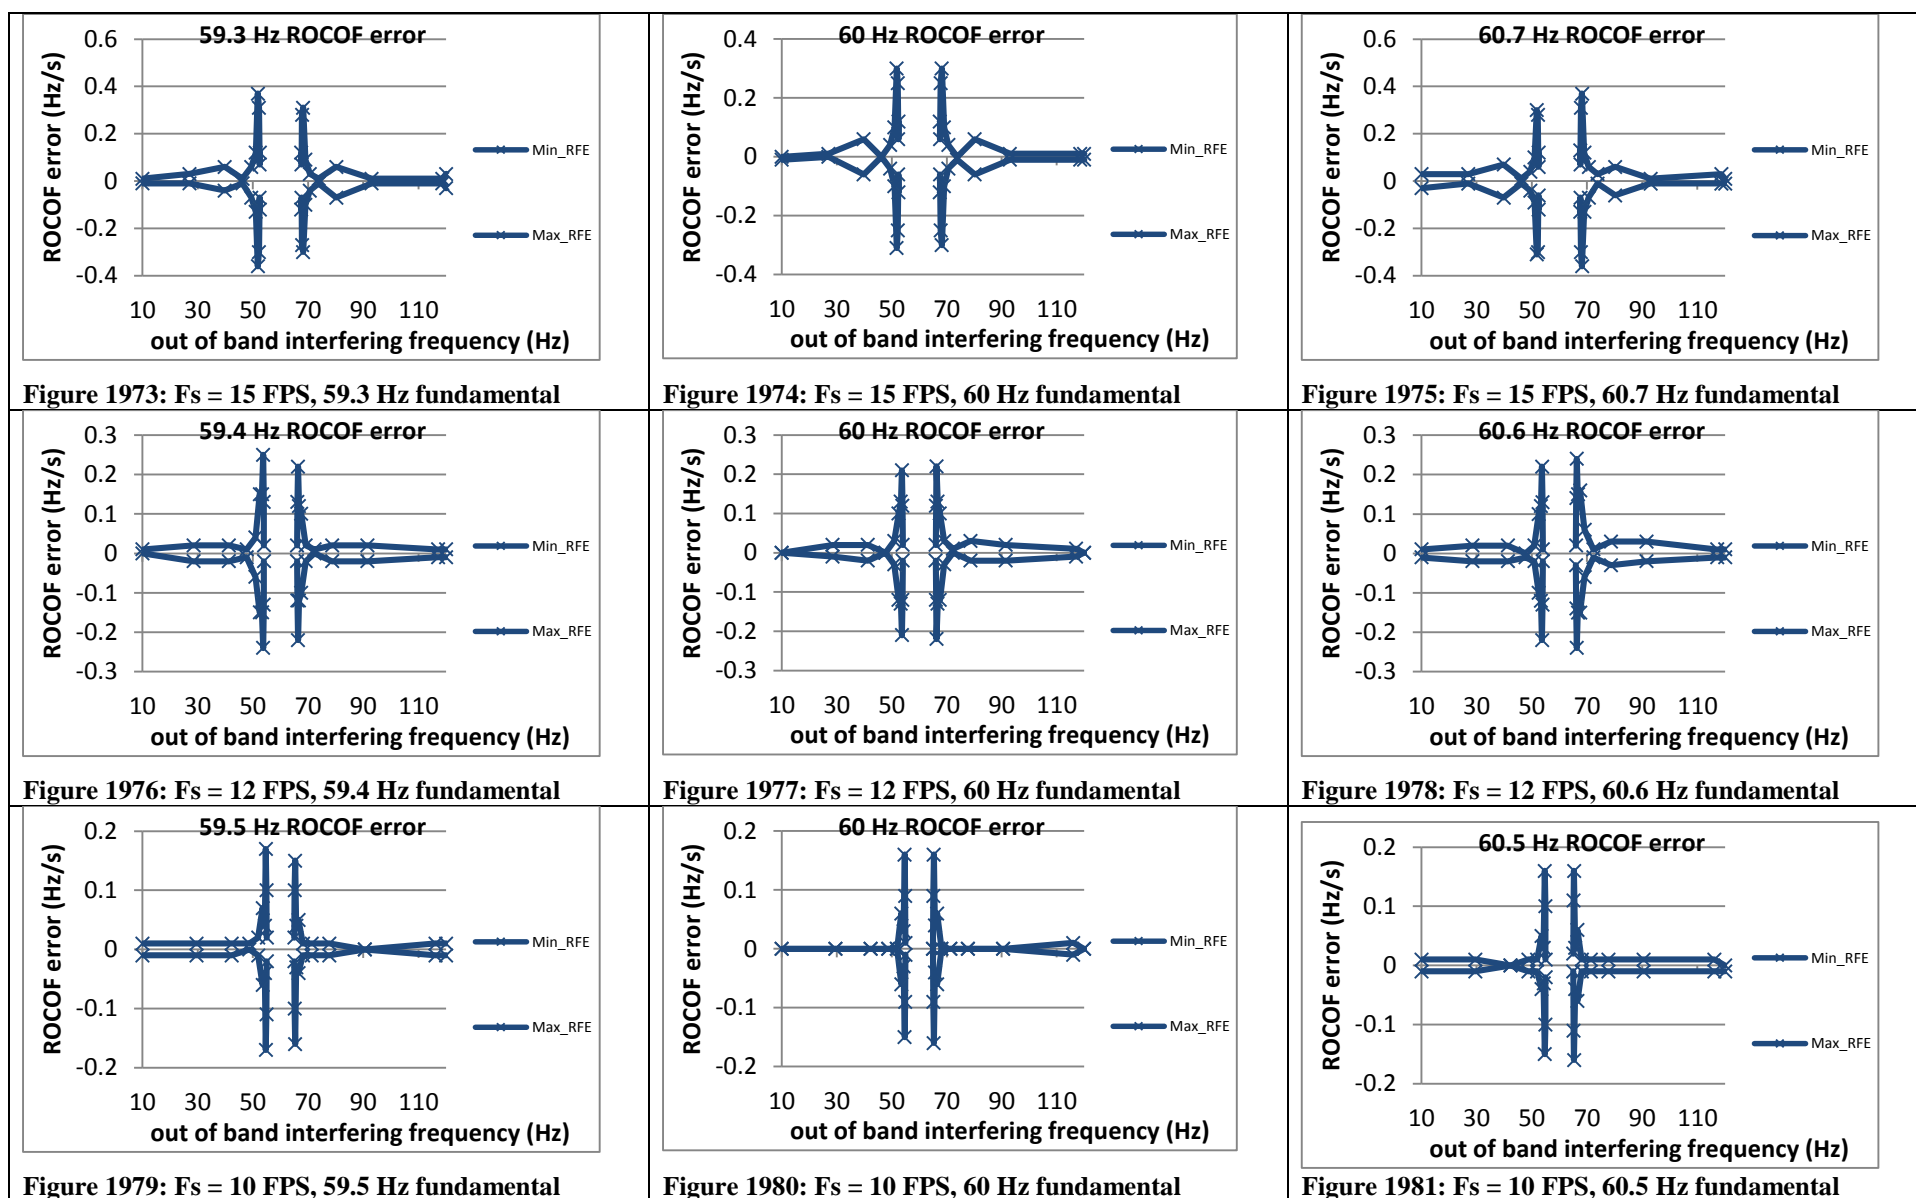 59.3 Hz ROCOF error
ROCOF error (Hz/s)
0.6
0.4
0.2
0
-0.2
-0.4
10 30 50 70 90 110
out of band interfering frequency (Hz)
Min_RFE
Max_RFE
Figure 1973: Fs = 15 FPS, 59.3 Hz fundamental
60 Hz ROCOF error
ROCOF error (Hz/s)
0.4
0.2
0
-0.2
-0.4
10 30 50 70 90 110
out of band interfering frequency (Hz)
Min_RFE
Max_RFE
Figure 1974: Fs = 15 FPS, 60 Hz fundamental
60.7 Hz ROCOF error
ROCOF error (Hz/s)
0.6
0.4
0.2
0
-0.2
-0.4
10 30 50 70 90 110
out of band interfering frequency (Hz)
Min_RFE
Max_RFE
Figure 1975: Fs = 15 FPS, 60.7 Hz fundamental
59.4 Hz ROCOF error
ROCOF error (Hz/s)
0.3
0.2
0.1
0
-0.1
-0.2
-0.3
10 30 50 70 90 110
out of band interfering frequency (Hz)
Min_RFE
Max_RFE
Figure 1976: Fs = 12 FPS, 59.4 Hz fundamental
60 Hz ROCOF error
ROCOF error (Hz/s)
0.3
0.2
0.1
0
-0.1
-0.2
-0.3
10 30 50 70 90 110
out of band interfering frequency (Hz)
Min_RFE
Max_RFE
Figure 1977: Fs = 12 FPS, 60 Hz fundamental
60.6 Hz ROCOF error
ROCOF error (Hz/s)
0.3
0.2
0.1
0
-0.1
-0.2
-0.3
10 30 50 70 90 110
out of band interfering frequency (Hz)
Min_RFE
Max_RFE
Figure 1978: Fs = 12 FPS, 60.6 Hz fundamental
59.5 Hz ROCOF error
ROCOF error (Hz/s)
0.2
0.1
0
-0.1
-0.2
10 30 50 70 90 110
out of band interfering frequency (Hz)
Min_RFE
Max_RFE
Figure 1979: Fs = 10 FPS, 59.5 Hz fundamental
60 Hz ROCOF error
ROCOF error (Hz/s)
0.2
0.1
0
-0.1
-0.2
10 30 50 70 90 110
out of band interfering frequency (Hz)
Min_RFE
Max_RFE
Figure 1980: Fs = 10 FPS, 60 Hz fundamental
60.5 Hz ROCOF error
ROCOF error (Hz/s)
0.2
0.1
0
-0.1
-0.2
10 30 50 70 90 110
out of band interfering frequency (Hz)
Min_RFE
Max_RFE
Figure 1981: Fs = 10 FPS, 60.5 Hz fundamental